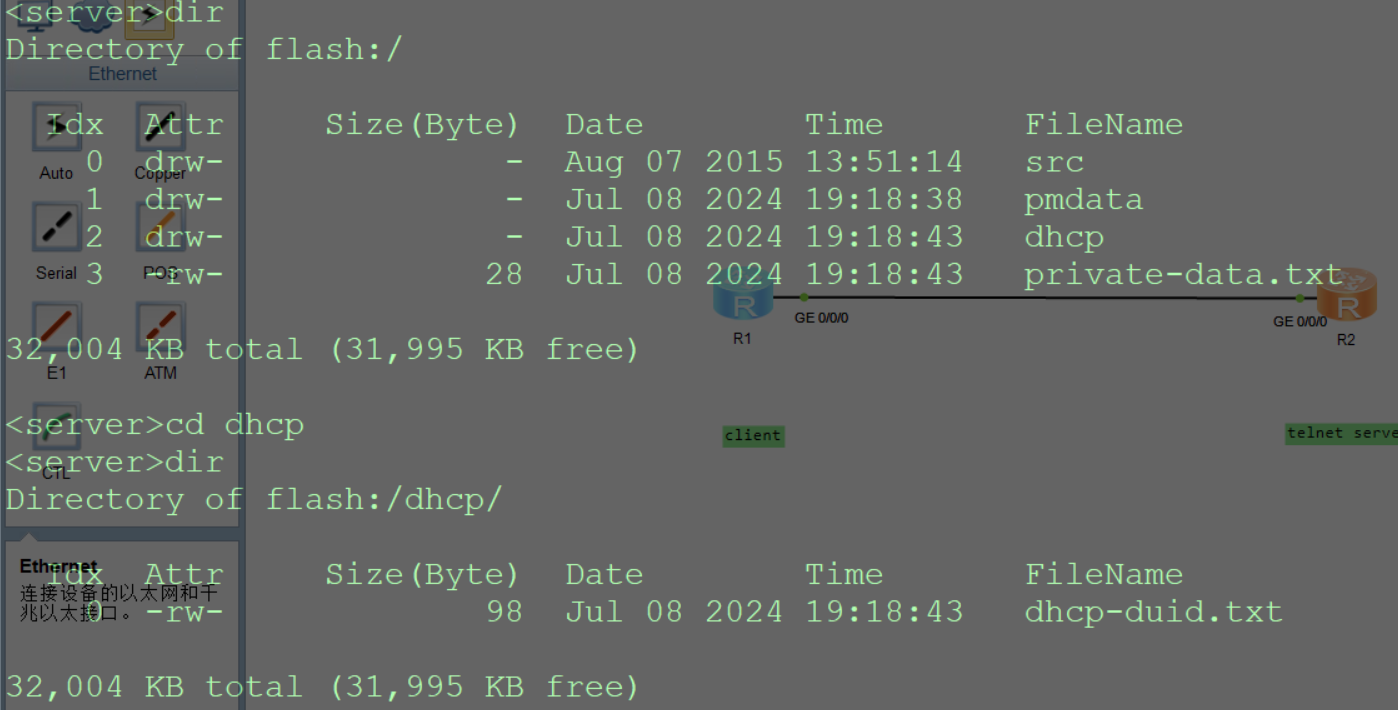 <server>dir
Directory of flash:/
Ethernet
Idx Attr Size(Byte) Date Time FileName
0 drw- - Aug 07 2015 13:51:14 src
Auto Copper
1 drw- - Jul 08 2024 19:18:38 pmdata
2 drw- - Jul 08 2024 19:18:43 dhcp
Serial POS
3 -rw- 28 Jul 08 2024 19:18:43 private-data.txt
R R
GE 0/0/0 GE 0/0/0
R1 R2
32,004 KB total (31,995 KB free)
E1 ATM
<server>cd dhcp
client telnet serve
<server>dir
CTL
Directory of flash:/dhcp/
Ethernet
Idx Attr Size(Byte) Date Time FileName
连接设备的以太网和千
兆以太接口。
0 -rw- 98 Jul 08 2024 19:18:43 dhcp-duid.txt
32,004 KB total (31,995 KB free)